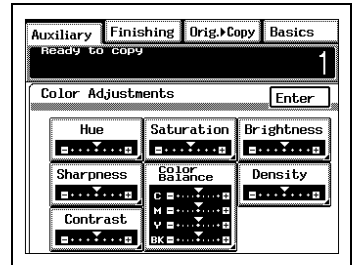 Auxiliary Finishing Orig.▶Copy Basics
Ready to copy
1
Color Adjustments Enter
Hue Saturation Brightness
Sharpness Color Balance Density
C
M
Y
BK
Contrast